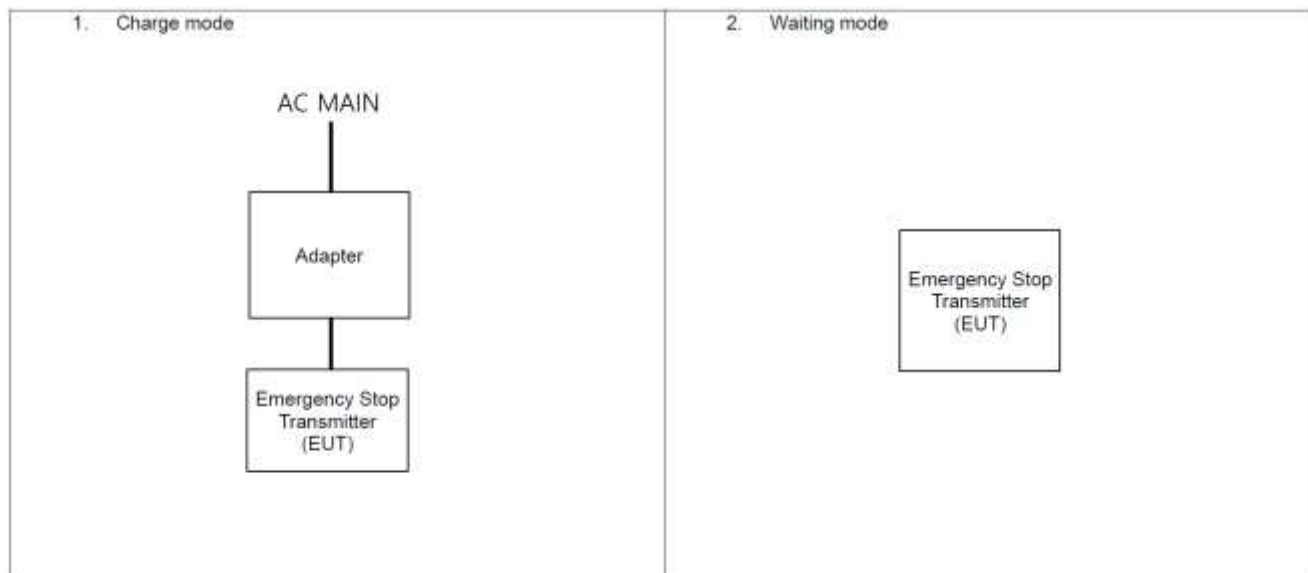 1. Charge mode
AC MAIN
Adapter
Emergency Stop
Transmitter
(EUT)
2. Waiting mode
Emergency Stop
Transmitter
(EUT)